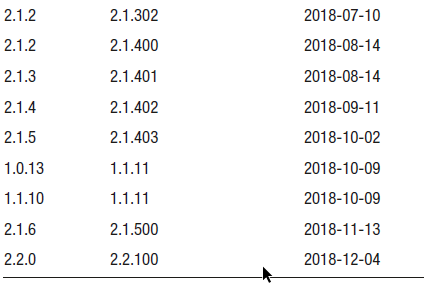 2.1.2 2.1.302 2018-07-10
2.1.2 2.1.400 2018-08-14
2.1.3 2.1.401 2018-08-14
2.1.4 2.1.402 2018-09-11
2.1.5 2.1.403 2018-10-02
1.0.13 1.1.11 2018-10-09
1.1.10 1.1.11 2018-10-09
2.1.6 2.1.500 2018-11-13
2.2.0 2.2.100 2018-12-04